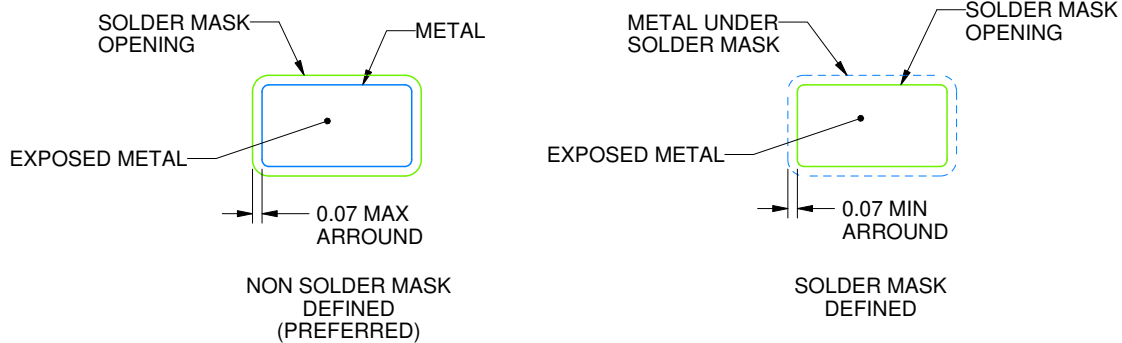 SOLDER MASK
OPENING
METAL
EXPOSED METAL
0.07 MAX
ARROUND
NON SOLDER MASK
DEFINED
(PREFERRED)
METAL UNDER
SOLDER MASK
SOLDER MASK
OPENING
EXPOSED METAL
0.07 MIN
ARROUND
SOLDER MASK
DEFINED